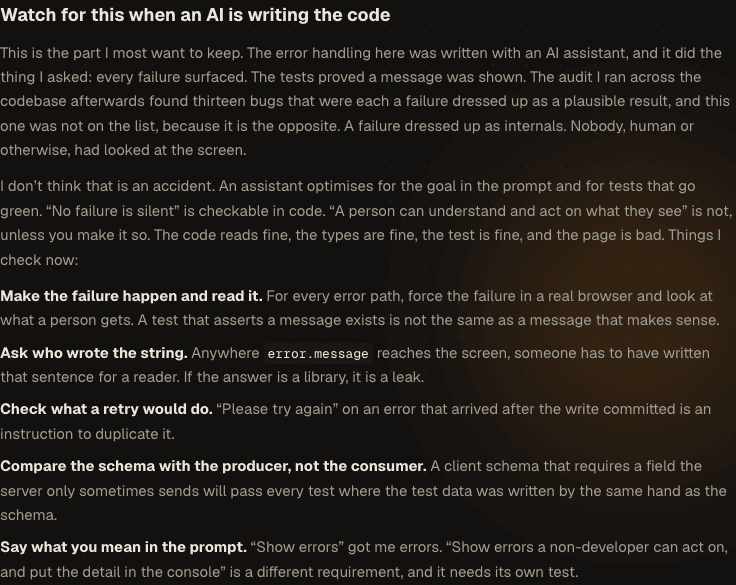 Watch for this when an AI is writing the code
This is the part I most want to keep. The error handling here was written with an AI assistant, and it did the
thing I asked: every failure surfaced. The tests proved a message was shown. The audit I ran across the
codebase afterwards found thirteen bugs that were each a failure dressed up as a plausible result, and this
one was not on the list, because it is the opposite. A failure dressed up as internals. Nobody, human or
otherwise, had looked at the screen.
I don’t think that is an accident. An assistant optimises for the goal in the prompt and for tests that go
green. “No failure is silent” is checkable in code. “A person can understand and act on what they see” is not,
unless you make it so. The code reads fine, the types are fine, the test is fine, and the page is bad. Things I
check now:
Make the failure happen and read it. For every error path, force the failure in a real browser and look at
what a person gets. A test that asserts a message exists is not the same as a message that makes sense.
Ask who wrote the string. Anywhere error.message reaches the screen, someone has to have written
that sentence for a reader. If the answer is a library, it is a leak.
Check what a retry would do. “Please try again” on an error that arrived after the write committed is an
instruction to duplicate it.
Compare the schema with the producer, not the consumer. A client schema that requires a field the
server only sometimes sends will pass every test where the test data was written by the same hand as the
schema.
Say what you mean in the prompt. “Show errors” got me errors. “Show errors a non-developer can act on,
and put the detail in the console” is a different requirement, and it needs its own test.